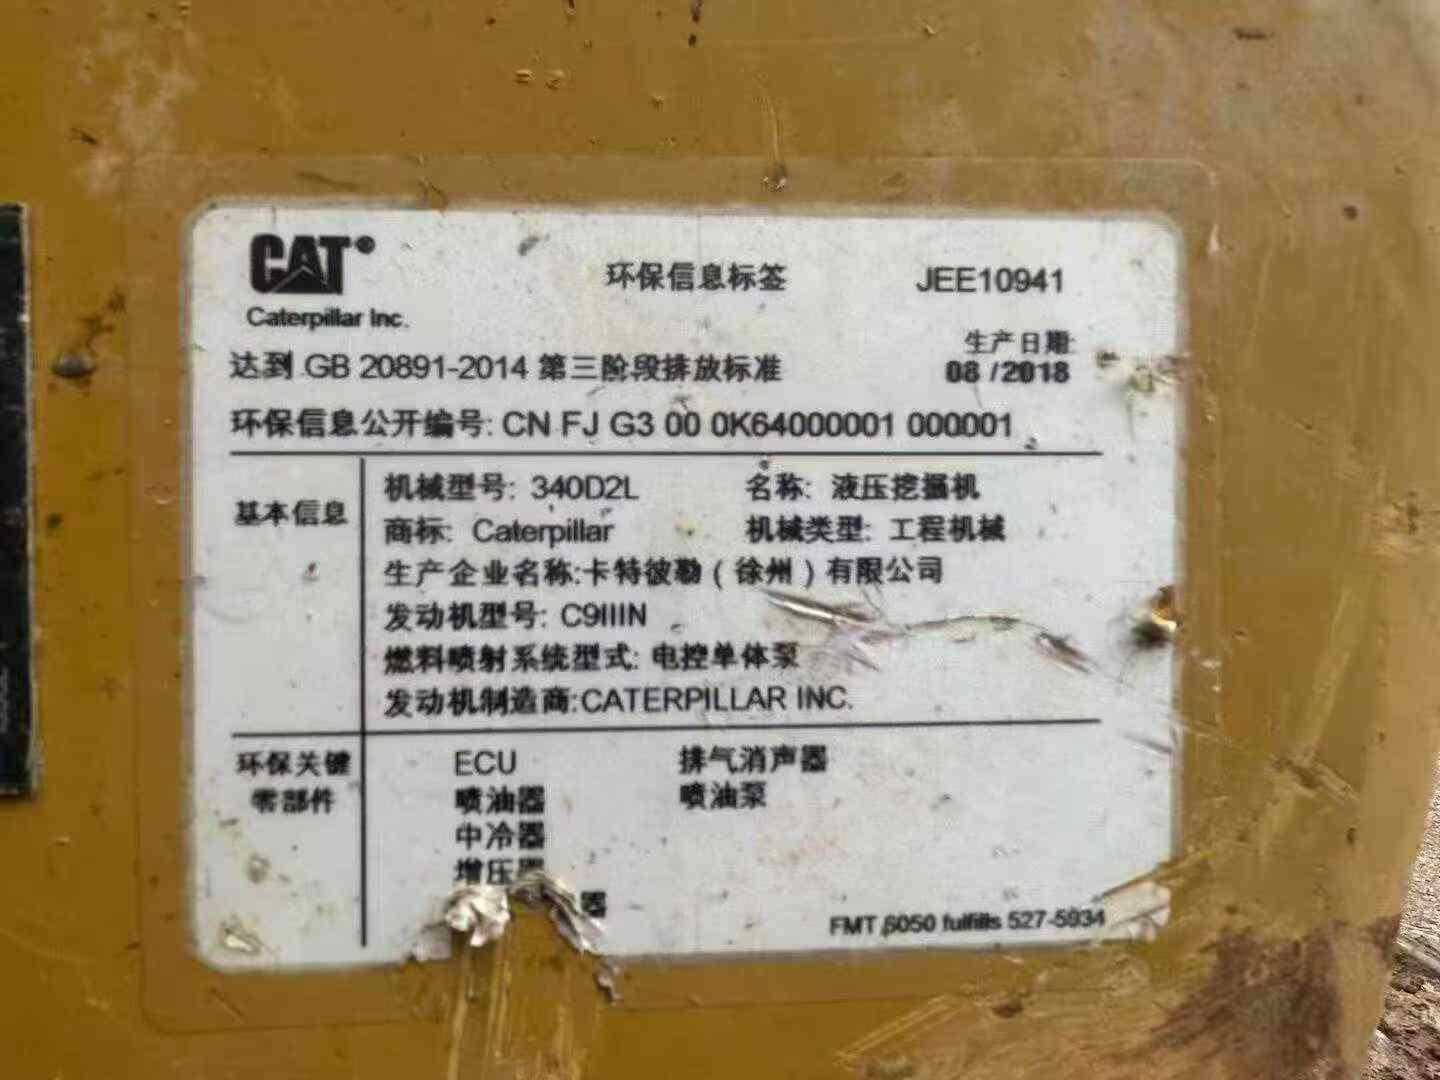 CAT®
Caterpillar Inc.
环保信息标签
JEE10941
生产日期:
08 /2018
达到 GB 20891-2014 第三阶段排放标准
环保信息公开编号: CN FJ G3 00 0K64000001 000001
基本信息
机械型号: 340D2L 名称: 液压挖掘机
商标: Caterpillar 机械类型: 工程机械
生产企业名称:卡特彼勒（徐州）有限公司
发动机型号: C9IIIN
燃料喷射系统型式: 电控单体泵
发动机制造商:CATERPILLAR INC.
环保关键
零部件
ECU 排气消声器
喷油器 喷油泵
中冷器
增压器
器
FMT 6050 fulfills 527-5934